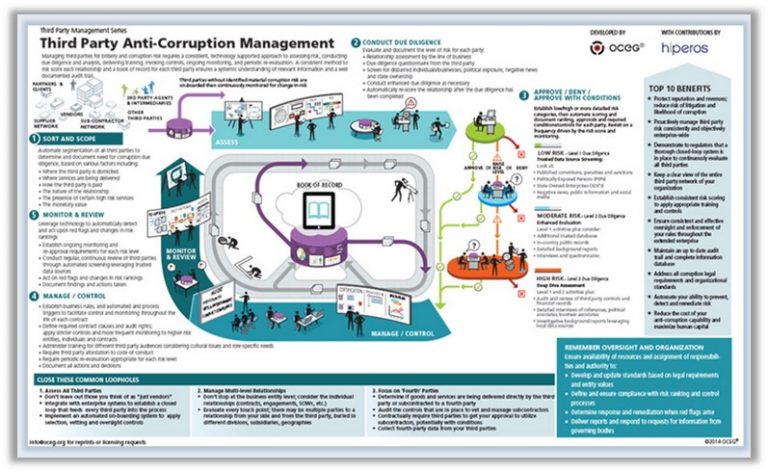 Third Party Management Series
Third Party Anti-Corruption Management
Managing third parties for bribery and corruption risk requires a consistent, technology supported approach to assessing risk, conducting
due diligence and analysis, delivering training, invoking controls, ongoing monitoring, and periodic re-evaluation. A consistent method to
risk score each relationship and a book of record for each third party ensures a systemic understanding of relevant information and a well
documented audit trail.
DEVELOPED BY
OCEG®
WITH CONTRIBUTIONS BY
hiperos
PARTNERS & CLIENTS
VENDORS
SUPPLIER NETWORK
SUB-CONTRACTOR NETWORK
3RD PARTY AGENTS & INTERMEDIARIES
OTHER THIRD PARTIES
Third parties without identified material corruption risk are
on-boarded then continuously monitored for change in risk
ASSESS
1 SORT AND SCOPE
Automate segmentation of all third parties to
determine and document need for corruption due
diligence, based on various factors including:
• Where the third party is domiciled
• Where services are being delivered
• How the third party is paid
• The nature of the relationship
• The presence of certain high risk services
• The monetary value
2 CONDUCT DUE DILIGENCE
Evaluate and document the level of risk for each party:
• Relationship assessment by the line of business
• Due diligence questionnaire from the third party
• Screen for disbarred individuals/business, political exposure, negative news
and state ownership
• Conduct enhanced due diligence as necessary
• Automatically re-score the relationship after the due diligence has
been completed
3 APPROVE / DENY /
APPROVE WITH CONDITIONS
Establish low/high or more detailed risk
categories, then automate scoring and
document ranking, approvals and required
conditions/controls for each party. Revisit on a
frequency driven by the risk score and
monitoring.
APPROVE
RISK LEVEL
OR DENY
LOW RISK - Level 1 Due Diligence
Trusted Data Source Screening:
Look at:
• Published convictions, penalties and sanctions
• Politically Exposed Persons (PEPs)
• State Owned Enterprises (SOE's)
• Negative news, public information and social
media
MODERATE RISK - Level 2 Due Diligence
Enhanced Evaluation
Level 1 activities plus consider:
• Additional trusted databases
• In-country public records
• Detailed background reports
• Interviews and questionnaires
HIGH RISK - Level 3 Due Diligence
Deep Dive Assessment
Level 1 and 2 activities plus:
• Audit and review of third party controls and
financial records
• Detailed interviews of references, political
associates, business associates
• Investigative background reports leveraging
local data sources
BOOK OF RECORD
MONITOR & REVIEW
MANAGE / CONTROL
5 MONITOR & REVIEW
Leverage technology to automatically detect
and act upon red flags and changes in risk
rankings
• Establish ongoing monitoring and
re-approval requirements for each risk level
• Conduct regular, continuous review of third parties
through automated screening leveraging trusted
data sources
• Act on red flags and changes in risk rankings
• Document findings and actions taken
4 MANAGE / CONTROL
• Establish business rules, and automated and process
triggers to facilitate control and monitoring throughout the
life of each contract
• Define required contract clauses and audit rights;
apply stricter controls and more frequent monitoring to higher risk
entities, individuals and contracts
• Administer training for different third party audiences considering cultural issues and role-specific needs
• Require third party attestation to code of conduct
• Require periodic re-evaluation appropriate for each risk level
• Document all actions and decisions
TOP 10 BENEFITS
• Protect reputation and revenues;
reduce risk of litigation and
likelihood of corruption
• Proactively manage third party
risk consistently and objectively
enterprise-wide
• Demonstrate to regulators that a
thorough closed-loop system is
in place to continuously evaluate
all third parties
• Keep a clear view of the entire
third party network of your
organization
• Establish consistent risk scoring
to apply appropriate training
and controls
• Ensure consistent and effective
oversight and enforcement of
your rules throughout the
extended enterprise
• Maintain an up to date audit
trail and complete information
database
• Address all corruption legal
requirements and organizational
standards
• Automate your ability to prevent,
detect and remediate risk
• Reduce the cost of your
anti-corruption capability and
maximize human capital
REMEMBER OVERSIGHT AND ORGANIZATION
Ensure availability of resources and assignment of responsibili-
ties and authority to:
• Develop and update standards based on legal requirements
and entity values
• Define and ensure compliance with risk ranking and control
processes
• Determine response and remediation when red flags arise
• Deliver reports and respond to requests for information from
governing bodies
CLOSE THESE COMMON LOOPHOLES
1. Assess All Third Parties
• Don't leave out those you think of as "just vendors"
• Integrate with enterprise systems to establish a closed
loop that feeds every third party into the process
• Implement an automated on-boarding system to apply
selection, vetting and oversight controls
2. Manage Multi-level Relationships
• Don't stop at the business entity level; consider the individual
relationships (contracts, engagements, SOWs, etc.)
• Evaluate every touch point; there may be multiple parties to a
relationship from your side and from the third party, buried in
different divisions, subsidiaries, geographies
3. Focus on 'Fourth' Parties
• Determine if goods and services are being delivered directly by the third
party or subcontracted to a fourth party
• Audit the controls that are in place to vet and manage subcontractors
• Contractually require third parties to get your approval to utilize
subcontractors, potentially with conditions
• Collect fourth-party data from your third parties
info@oceg.org for reprints or licensing requests
©2014 OCEG®